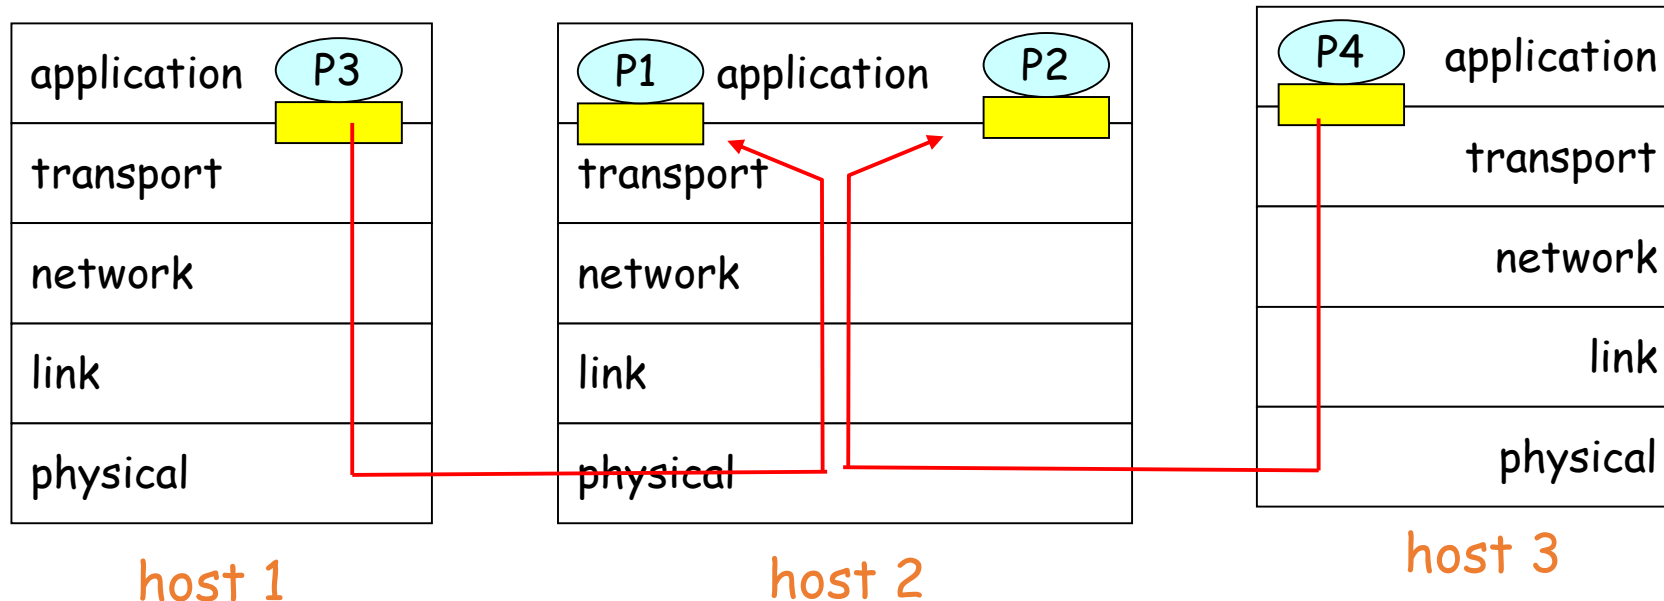 application P3
transport
network
link
physical
host 1
P1 application P2
transport
network
link
physical
host 2
P4 application
transport
network
link
physical
host 3